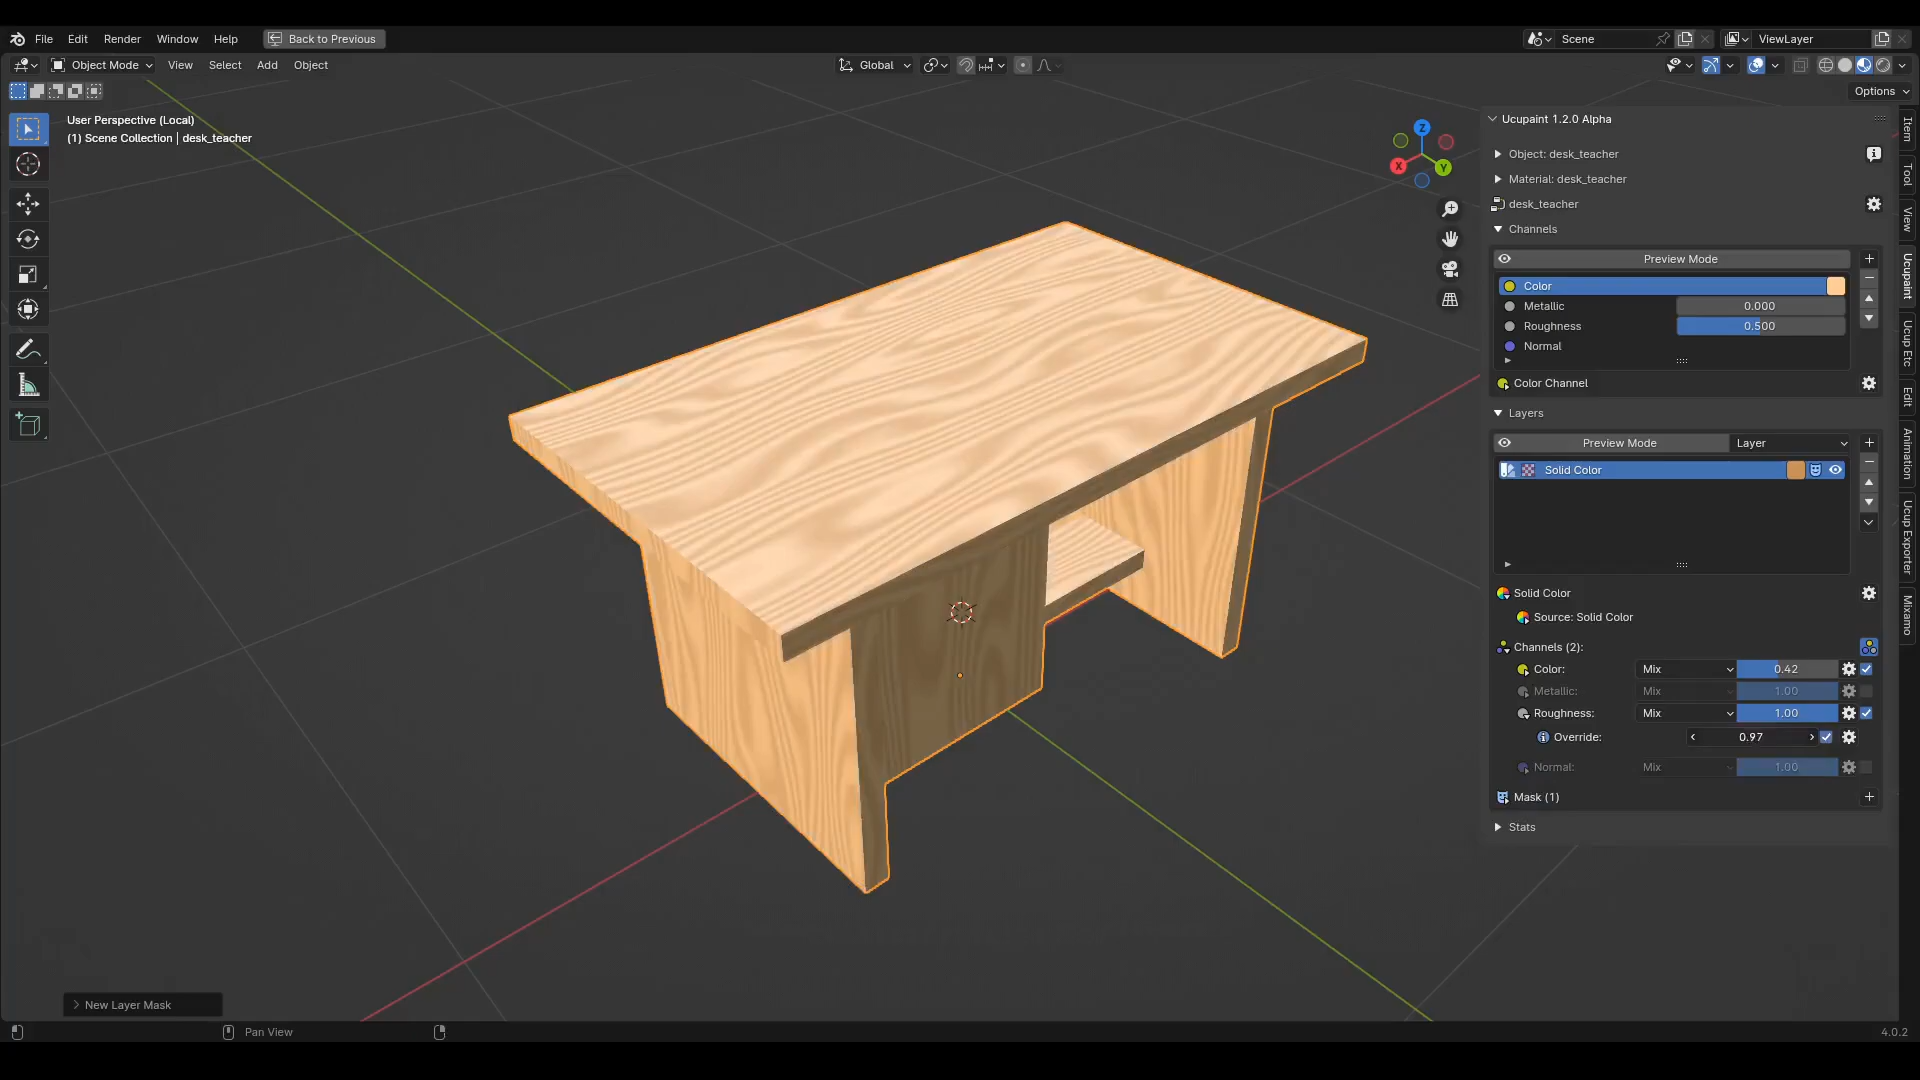 File Edit Render Window Help Back to Previous Scene ViewLayer
Object Mode View Select Add Object Global
Options
User Perspective (Local)
(1) Scene Collection | desk_teacher
Z
X
Y
Ucupaint 1.2.0 Alpha
Object: desk_teacher
Material: desk_teacher
desk_teacher
Channels
Preview Mode
Color
Metallic 0.000
Roughness 0.500
Normal
Color Channel
Layers
Preview Mode Layer
Solid Color
Solid Color
Source: Solid Color
Channels (2):
Color: Mix 0.42
Metallic: Mix 1.00
Roughness: Mix 1.00
Override: 0.97
Normal: Mix 1.00
Mask (1)
Stats
Item
Tool
View
Ucupaint
Ucup Etc
Edit
Animation
Ucup Exporter
Mixamo
New Layer Mask
Pan View
4.0.2